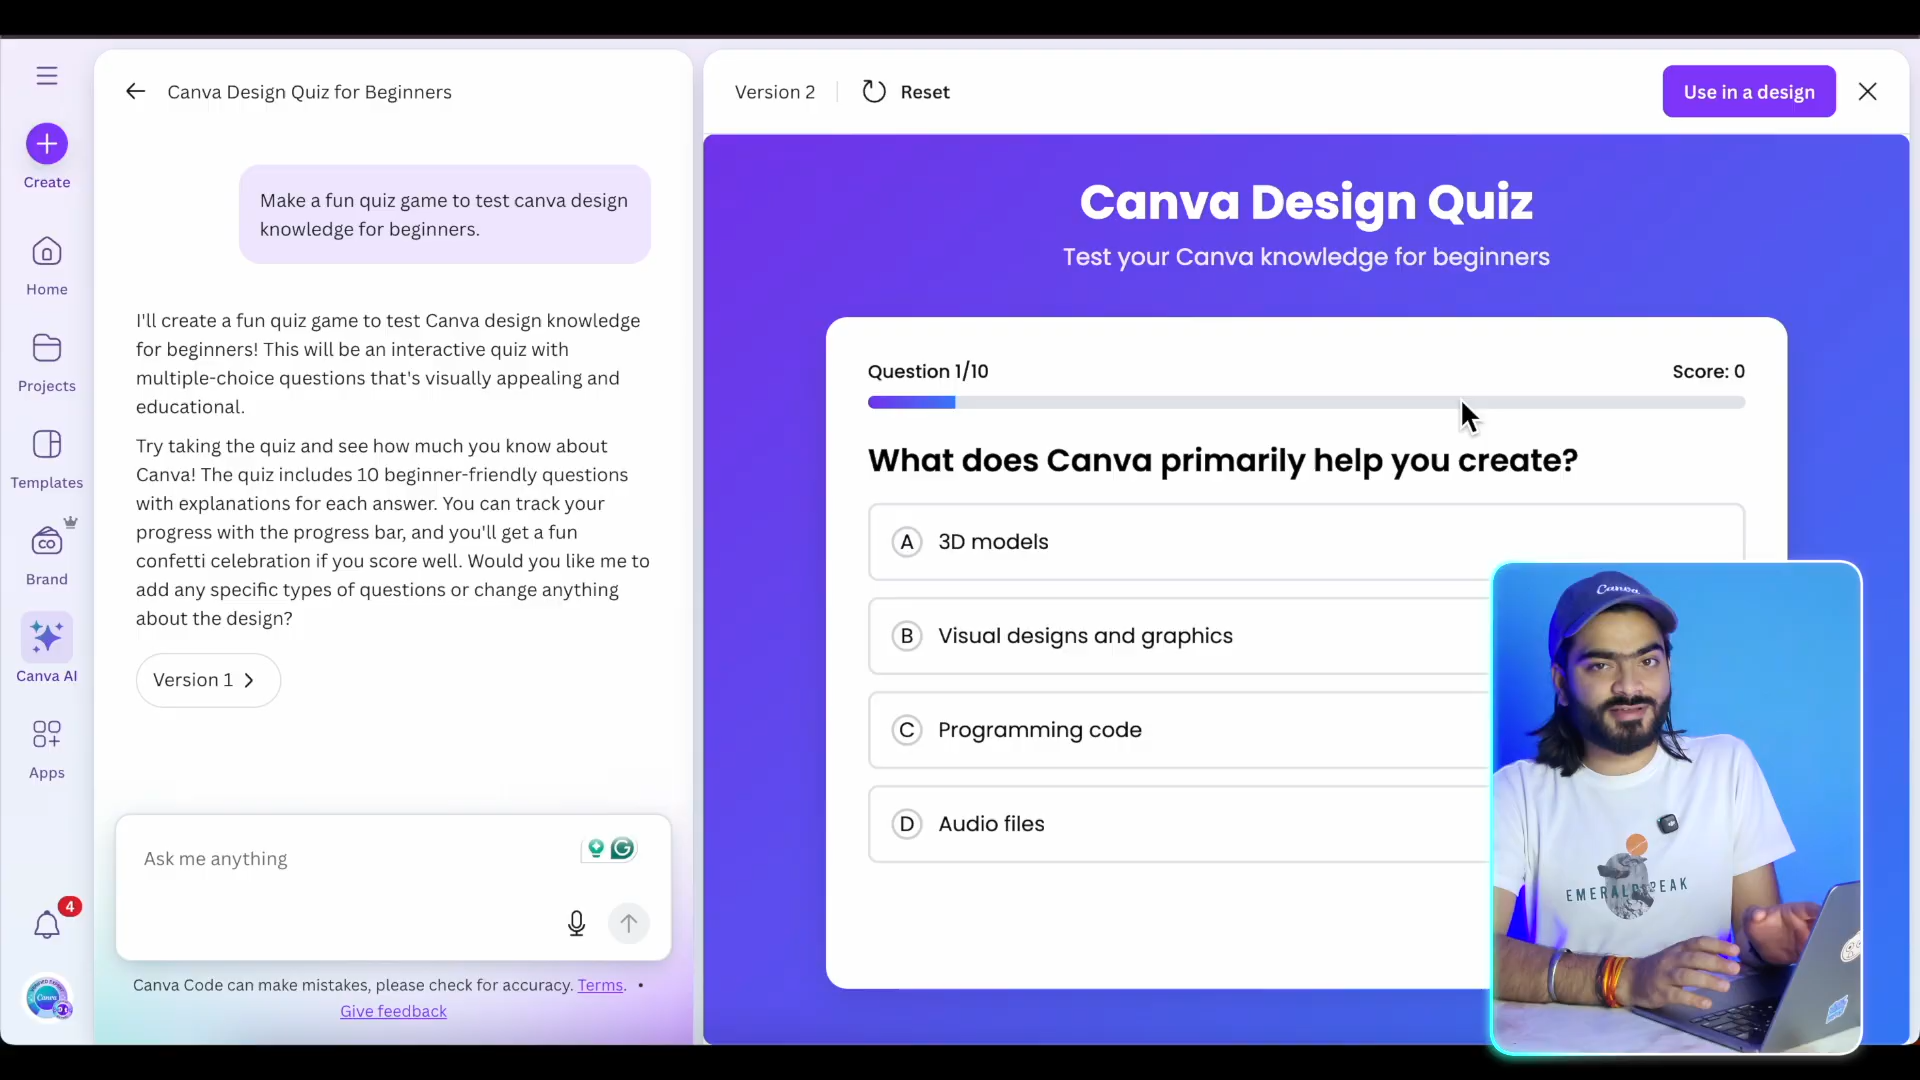 Create
Home
Projects
Templates
CO
Brand
Canva AI
Apps
4
Canva Design Quiz for Beginners
Make a fun quiz game to test canva design
knowledge for beginners.
I'll create a fun quiz game to test Canva design knowledge
for beginners! This will be an interactive quiz with
multiple-choice questions that's visually appealing and
educational.
Try taking the quiz and see how much you know about
Canva! The quiz includes 10 beginner-friendly questions
with explanations for each answer. You can track your
progress with the progress bar, and you'll get a fun
confetti celebration if you score well. Would you like me to
add any specific types of questions or change anything
about the design?
Version 1
Ask me anything
Canva Code can make mistakes, please check for accuracy. Terms. •
Give feedback
Version 2
Reset
Use in a design
Canva Design Quiz
Test your Canva knowledge for beginners
Question 1/10
Score: 0
What does Canva primarily help you create?
A 3D models
B Visual designs and graphics
C Programming code
D Audio files
Canva